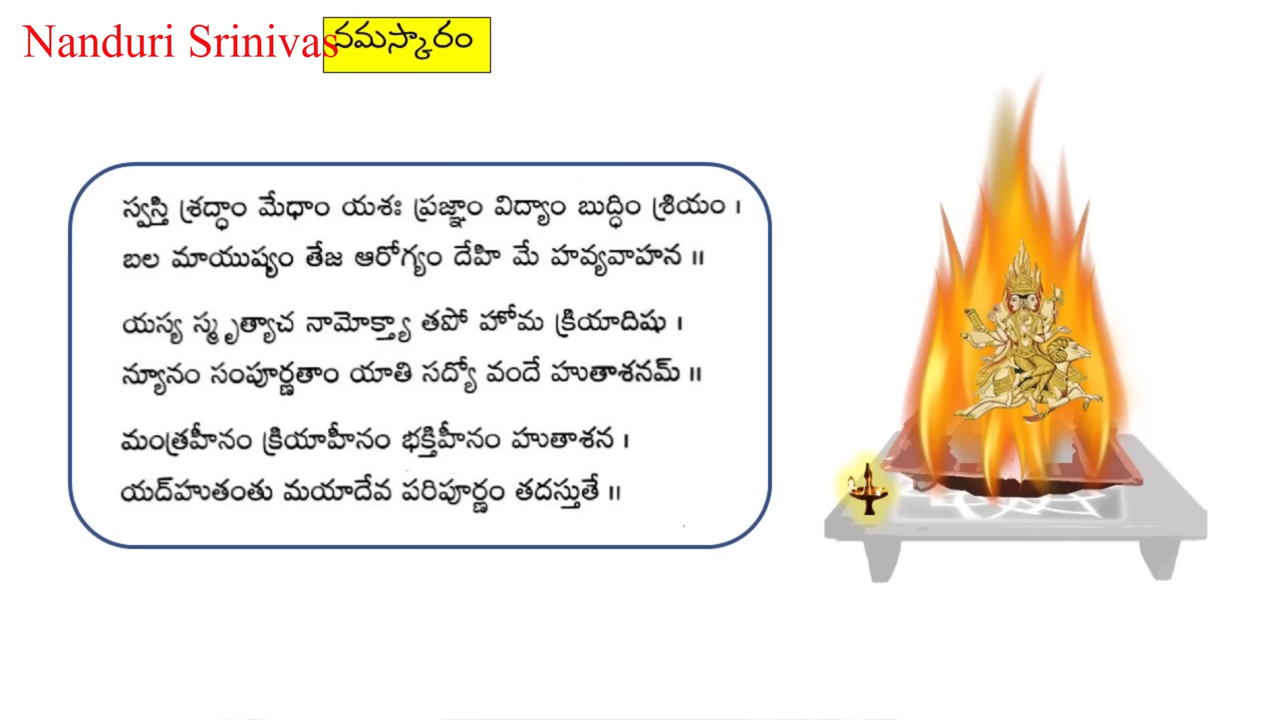 Nanduri Srinivas
నమస్కారం
స్వస్తి శ్రద్ధాం మేధాం యశః ప్రజ్ఞాం విద్యాం బుద్ధిం శ్రియం ।
బల మాయుష్యం తేజ ఆరోగ్యం దేహి మే హవ్యవాహన ॥
యస్య స్మృత్యాచ నామోక్త్యా తపో హోమ క్రియాదిషు ।
న్యూనం సంపూర్ణతాం యాతి సద్యో వందే హుతాశనమ్ ॥
మంత్రహీనం క్రియాహీనం భక్తిహీనం హుతాశన ।
యద్‌హుతంతు మయాదేవ పరిపూర్ణం తదస్తుతే ॥